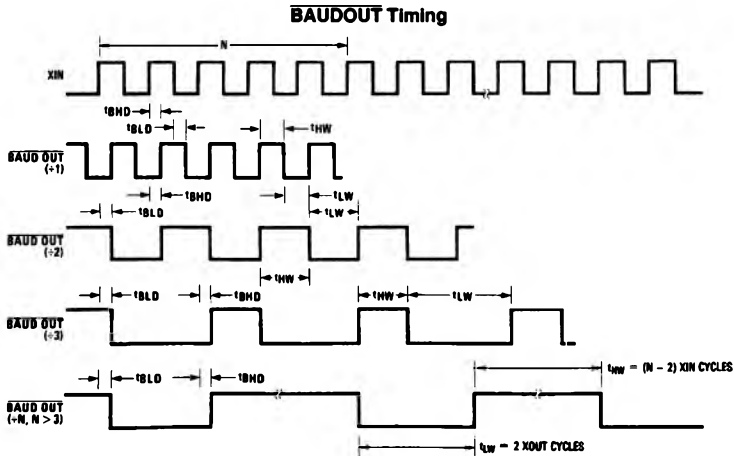 BAUDOUT Timing
N
XIN
tBHD
tBLD
tHW
BAUD OUT
(÷1)
tBHD
tLW
tBLD
tLW
BAUD OUT
(÷2)
tHW
tBLD
tBHD
tHW
tLW
BAUD OUT
(÷3)
tHW = (N − 2) XIN CYCLES
tBLD
tBHD
BAUD OUT
(÷N, N > 3)
tLW = 2 XOUT CYCLES